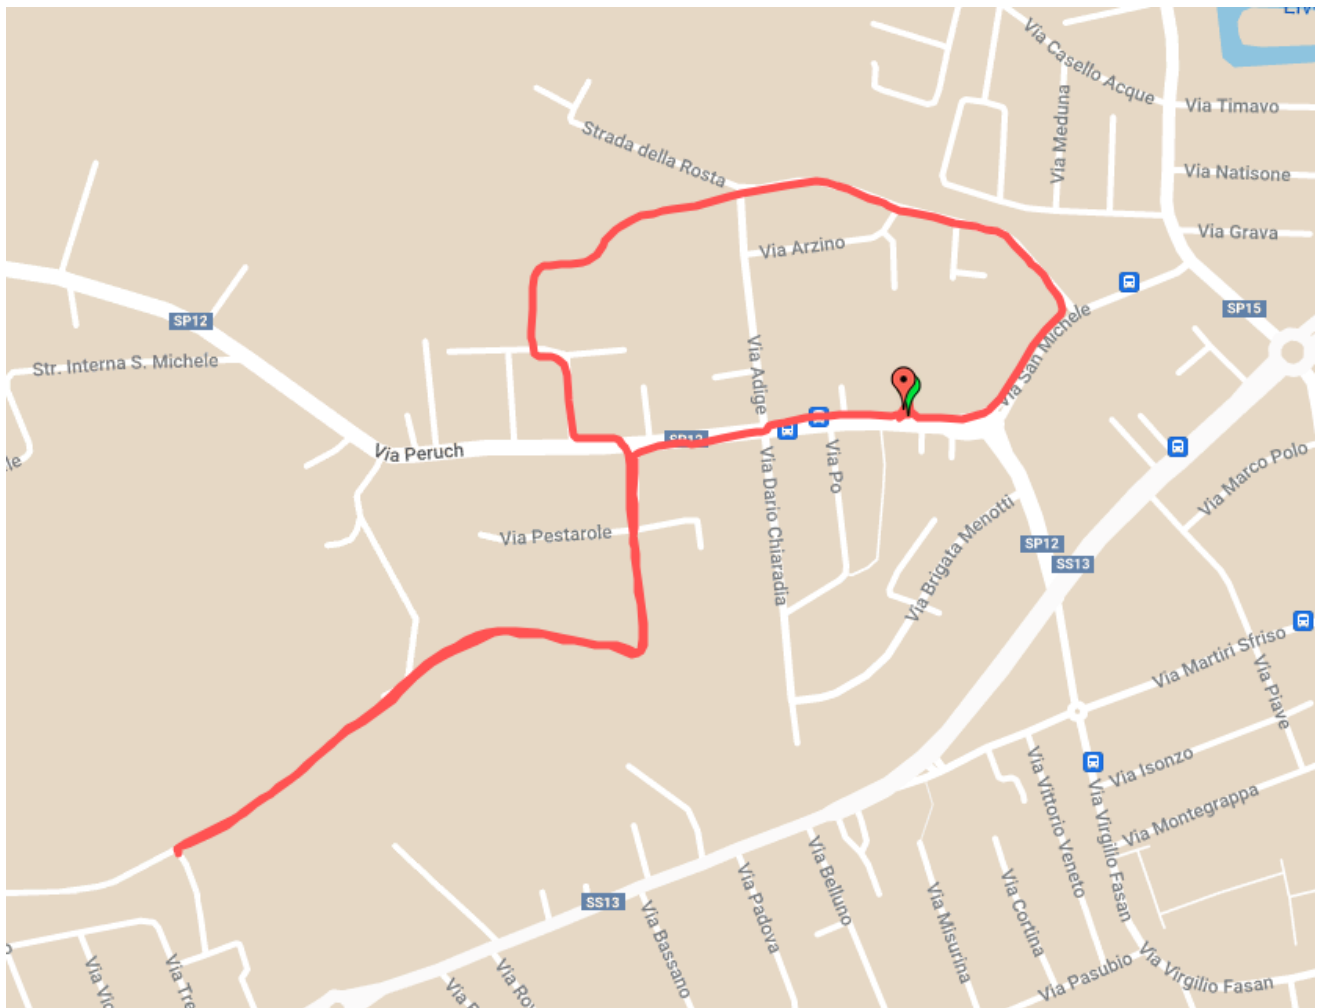 Via Casello Acque
Via Timavo
Via Meduna
Strada della Rosta
Via Natisone
Via Grava
Via Arzino
SP12
SP15
Str. Interna S. Michele
Via San Michele
Via Adige
SP12
Via Peruch
Via Po
Via Marco Polo
Via Dario Chiaradia
Via Pestarole
Via Brigata Menotti
SP12
SS13
Via Martiri Sfriso
Via Piave
Via Isonzo
Via Vittorio Veneto
Via Virgilio Fasan
Via Montegrappa
Via Belluno
Via Padova
Via Cortina
Via Misurina
SS13
Via Bassano
Via Pasubio
Via Virgilio Fasan